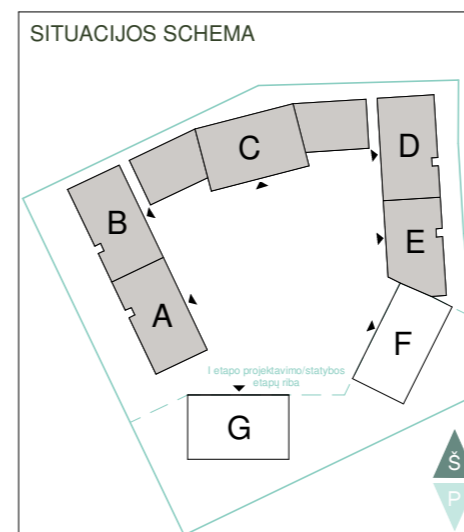 SITUACIJOS SCHEMA
C
D
B
E
A
F
I etapo projektavimo/statybos
etapų riba
G
Š
P